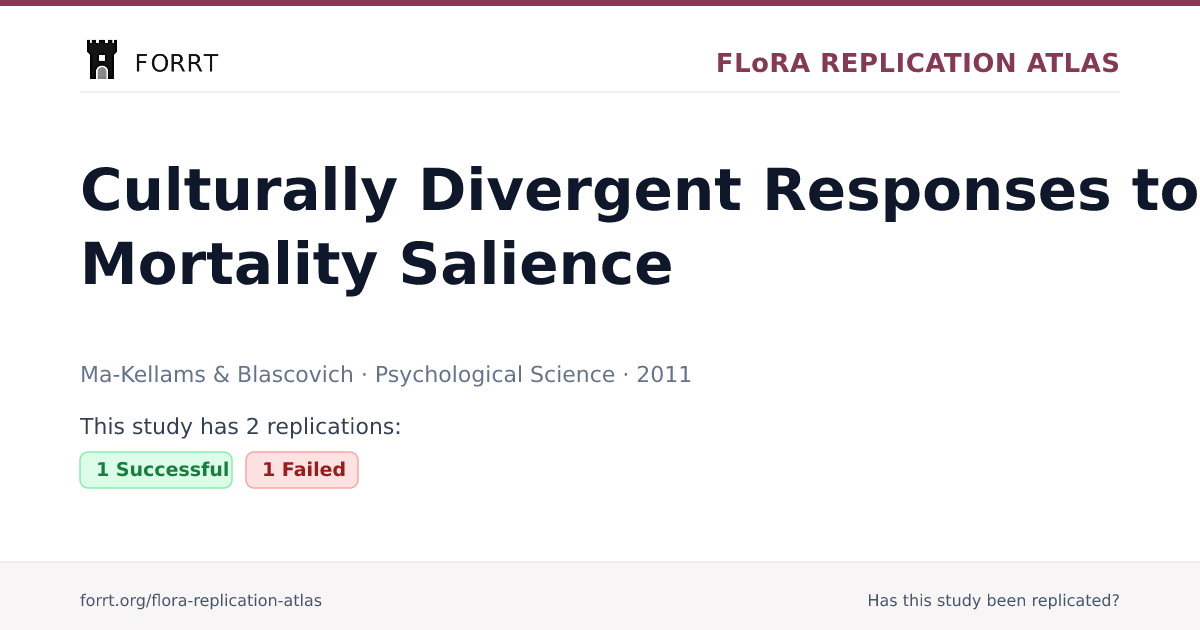 FORRT
FLoRA REPLICATION ATLAS
Culturally Divergent Responses to
Mortality Salience
Ma-Kellams & Blascovich · Psychological Science · 2011
This study has 2 replications:
1 Successful 1 Failed
forrt.org/flora-replication-atlas
Has this study been replicated?